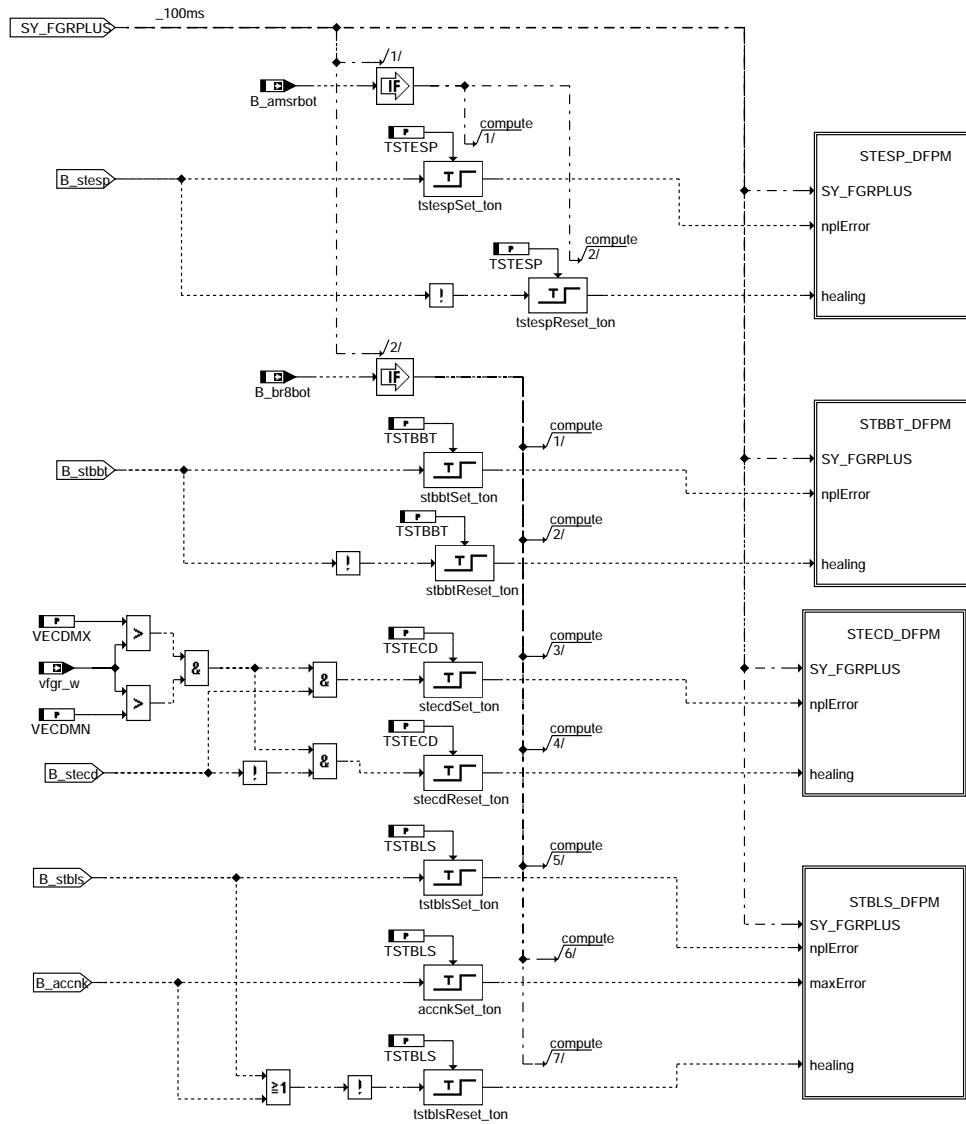 _100ms
SY_FGRPLUS
/1/
IF
B_amsrbot
compute
P
1/
TSTESP
STESP_DFPM
T
B_stesp
SY_FGRPLUS
tstespSet_ton
nplError
compute
P
2/
TSTESP
T
!
healing
tstespReset_ton
/2/
IF
B_br8bot
P
TSTBBT
STBBT_DFPM
compute
1/
SY_FGRPLUS
B_stbbt
T
stbbtSet_ton
nplError
P
TSTBBT
compute
2/
!
T
healing
stbbtReset_ton
P
VECDMX
>
P
TSTECD
compute
3/
STECD_DFPM
vfgr_w
&
&
T
SY_FGRPLUS
>
stecdSet_ton
nplError
P
VECDMN
P
TSTECD
compute
4/
&
B_stecd
!
T
healing
stecdReset_ton
P
TSTBLS
compute
5/
B_stbls
T
tstblsSet_ton
STBLS_DFPM
SY_FGRPLUS
P
TSTBLS
compute
6/
nplError
B_accnk
T
maxError
accnkSet_ton
P
TSTBLS
compute
7/
healing
≥1
!
T
tstblsReset_ton